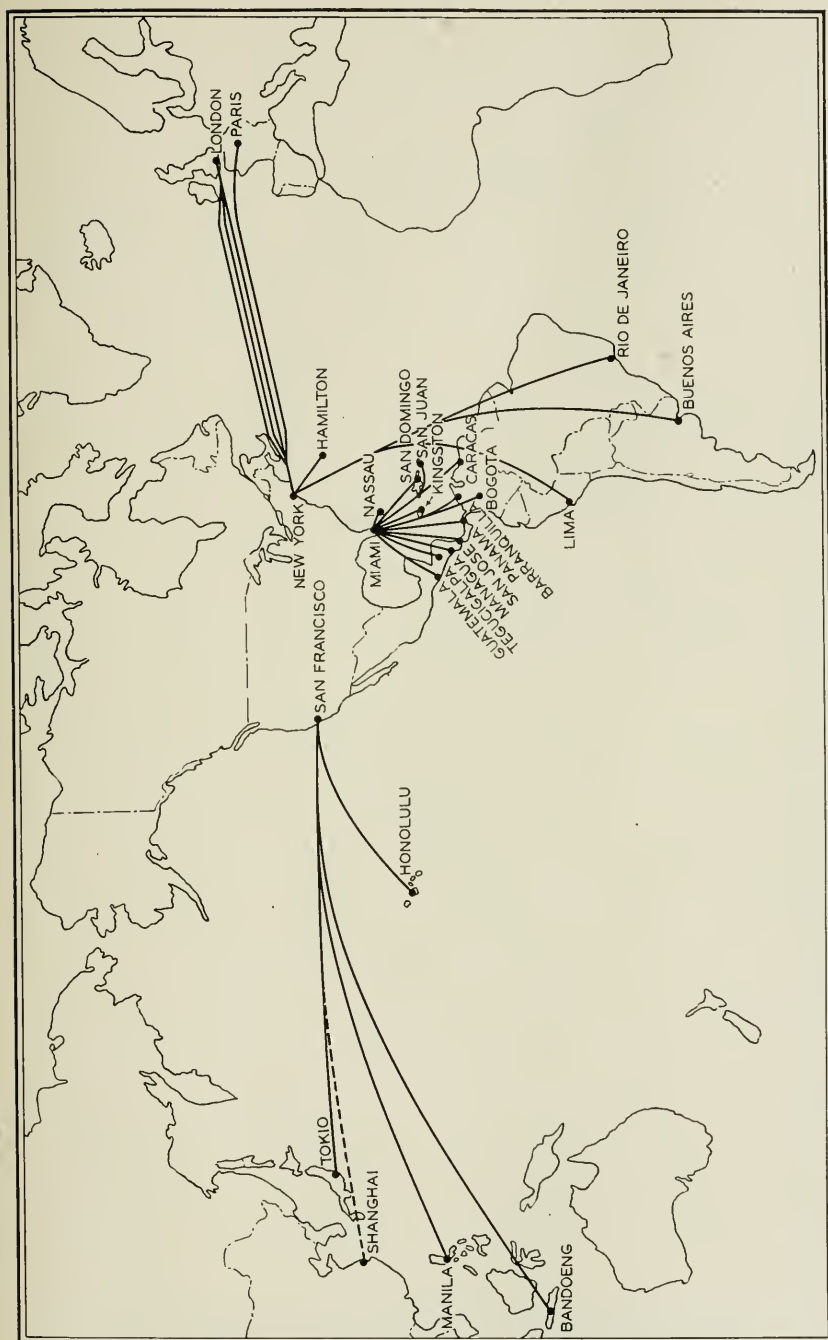 LONDON
PARIS
NEW YORK
HAMILTON
SAN FRANCISCO
MIAMI
NASSAU
SAN DOMINGO
SAN JUAN
KINGSTON
CARACAS
BOGOTA
GUATEMALA
TEGUCIGALPA
MANAGUA
SAN JOSE
PANAMA
BARRANQUILLA
LIMA
RIO DE JANEIRO
BUENOS AIRES
HONOLULU
TOKIO
SHANGHAI
MANILA
BANDOENG